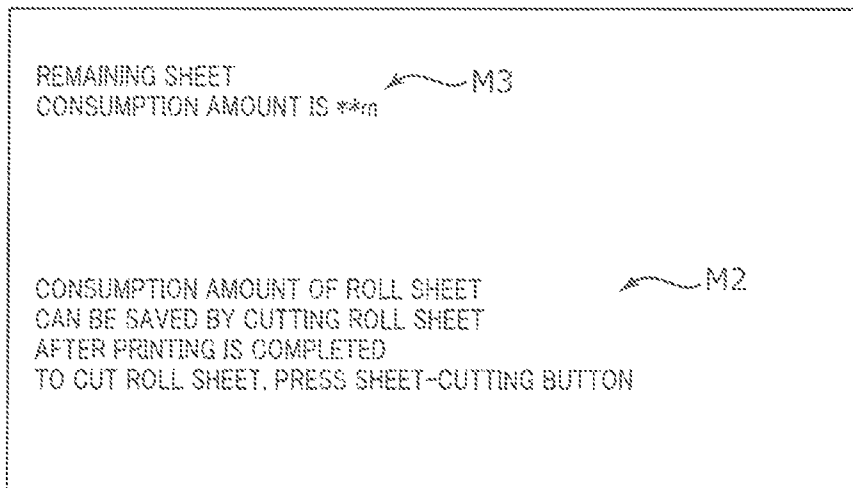 REMAINING SHEET
CONSUMPTION AMOUNT IS **m
M3
CONSUMPTION AMOUNT OF ROLL SHEET
M2
CAN BE SAVED BY CUTTING ROLL SHEET
AFTER PRINTING IS COMPLETED
TO CUT ROLL SHEET, PRESS SHEET-CUTTING BUTTON